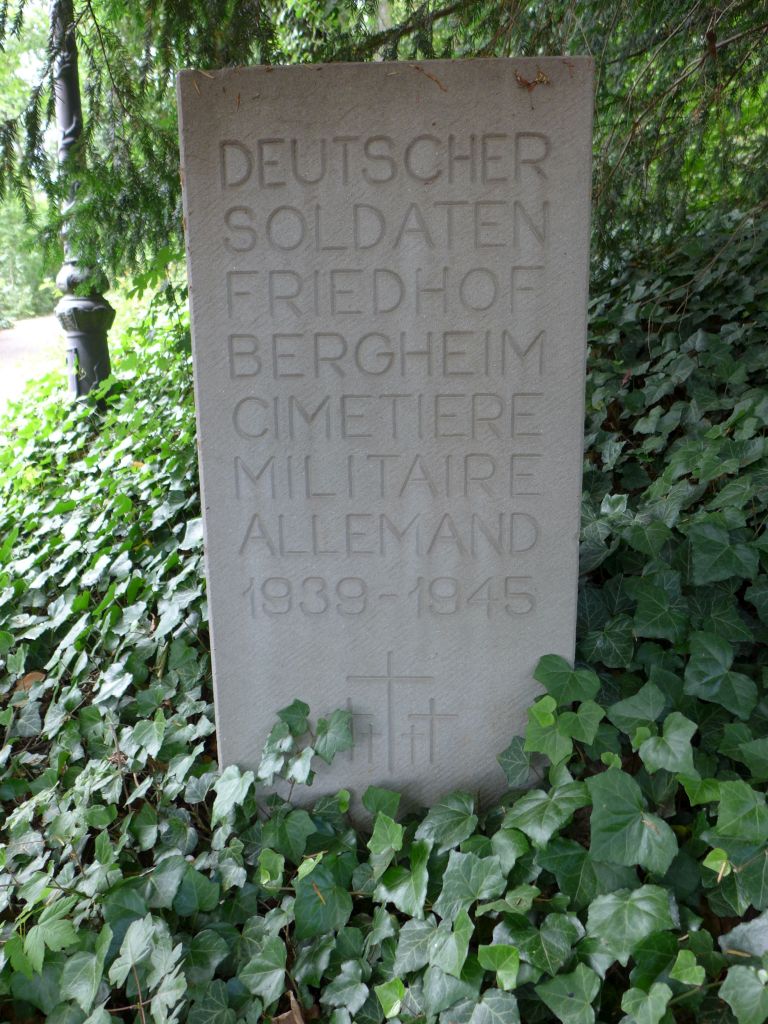 DEUTSCHER
SOLDATEN
FRIEDHOF
BERGHEIM
CIMETIERE
MILITAIRE
ALLEMAND
1939-1945